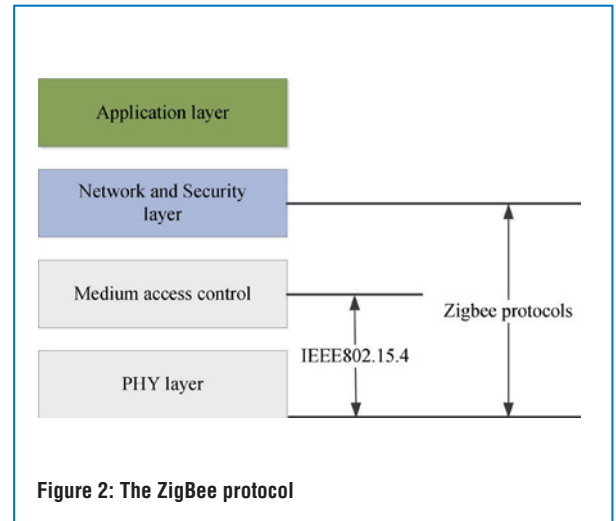 Application layer
Network and Security
layer
Medium access control
Zigbee protocols
IEEE802.15.4
PHY layer
Figure 2: The ZigBee protocol